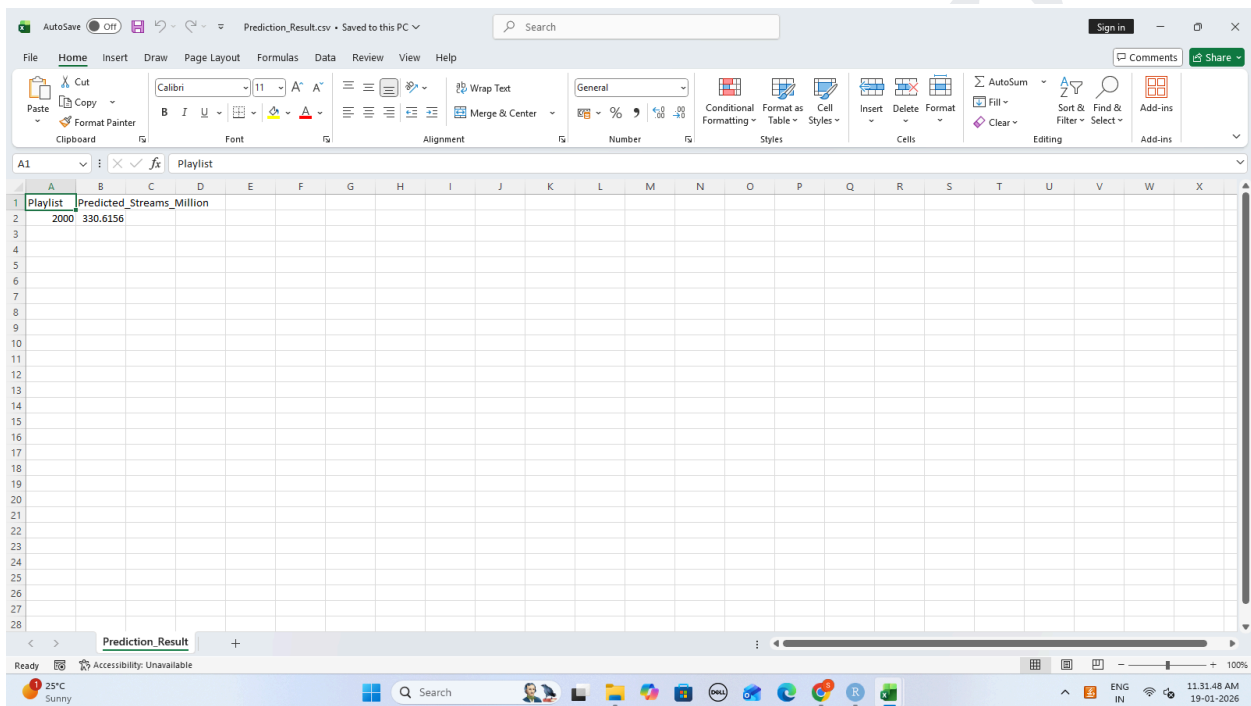 AutoSave Off Prediction_Result.csv • Saved to this PC Search Sign in
File Home Insert Draw Page Layout Formulas Data Review View Help Comments Share
Paste Cut Copy Format Painter Clipboard
Calibri 11 A^ Aˇ B I U A Font
Wrap Text Merge & Center Alignment
General % 9 Number
Conditional Formatting Format as Table Cell Styles Styles
Insert Delete Format Cells
AutoSum Fill Clear Sort & Filter Find & Select Editing
Add-ins Add-ins
A1 fx Playlist
A B C D E F G H I J K L M N O P Q R S T U V W X
1 Playlist Predicted_Streams_Million
2 2000 330.6156
3
4
5
6
7
8
9
10
11
12
13
14
15
16
17
18
19
20
21
22
23
24
25
26
27
28
Prediction_Result +
Ready Accessibility: Unavailable 100%
1 25°C Search DELL R ENG 11.31.48 AM
Sunny IN 19-01-2026